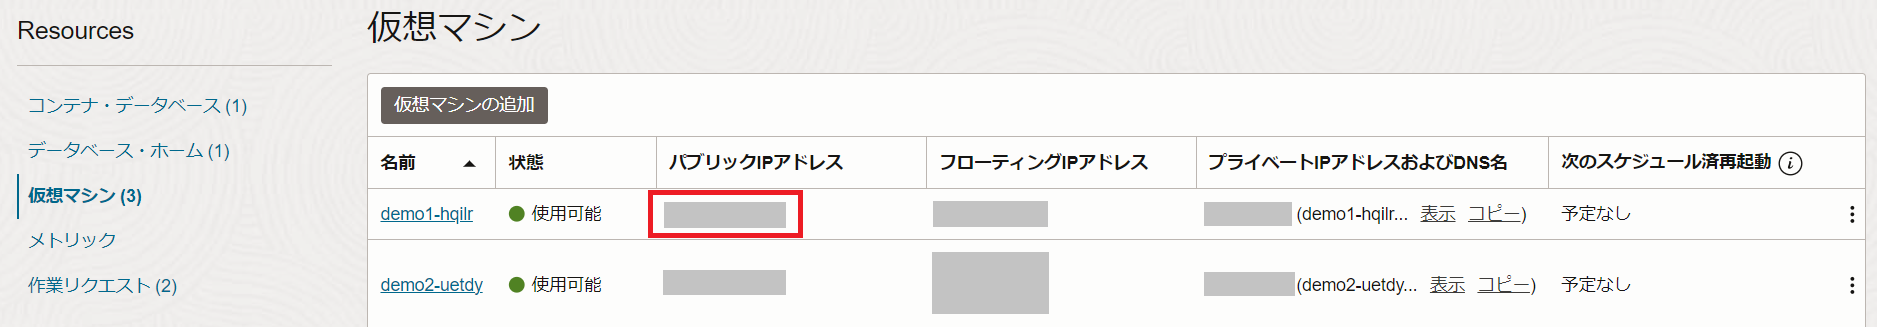 Resources
コンテナ・データベース (1)
データベース・ホーム (1)
仮想マシン (3)
メトリック
作業リクエスト (2)
仮想マシン
仮想マシンの追加
名前 状態 パブリックIPアドレス フローティングIPアドレス プライベートIPアドレスおよびDNS名 次のスケジュール済再起動
demo1-hqilr 使用可能 (demo1-hqilr... 表示 コピー) 予定なし
demo2-uetdy 使用可能 (demo2-uetdy... 表示 コピー) 予定なし